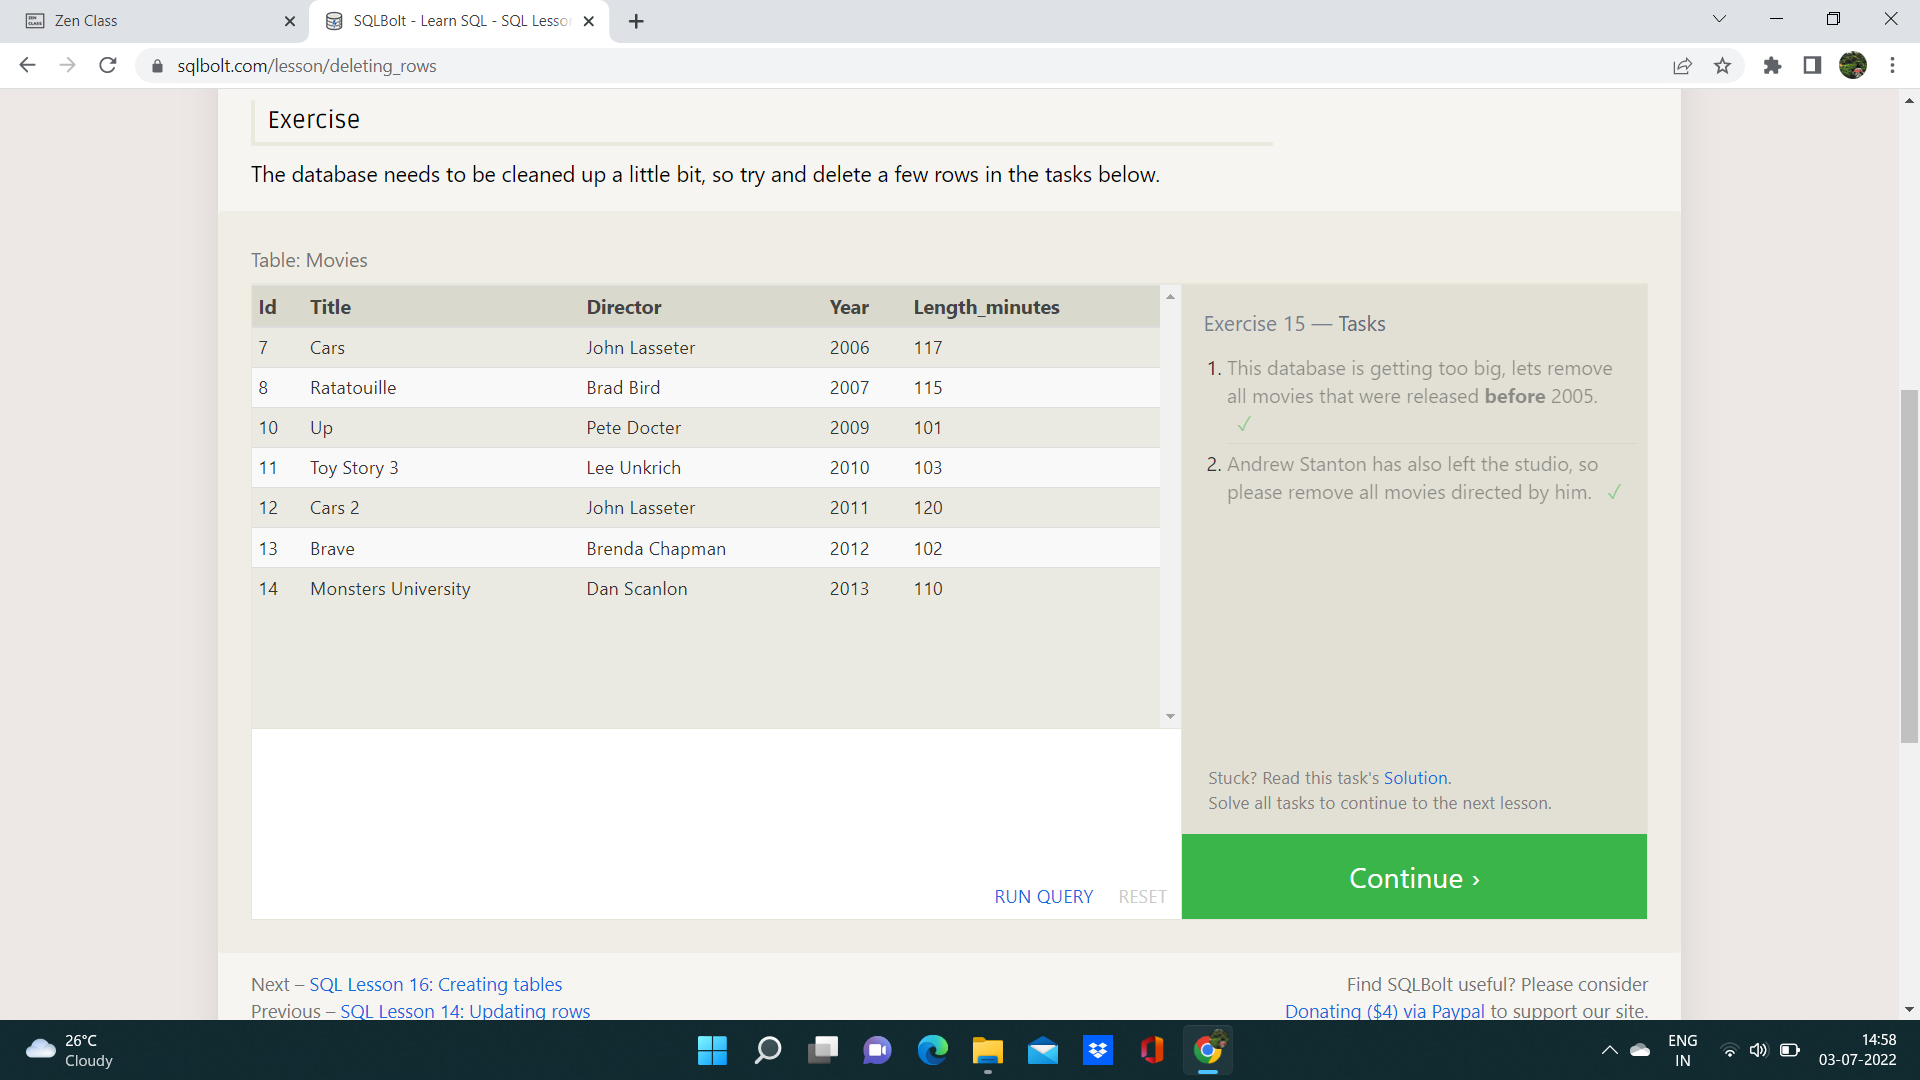 Zen Class
SQLBolt - Learn SQL - SQL Lesso
sqlbolt.com/lesson/deleting_rows
Exercise
The database needs to be cleaned up a little bit, so try and delete a few rows in the tasks below.
Table: Movies
Id Title Director Year Length_minutes
7 Cars John Lasseter 2006 117
8 Ratatouille Brad Bird 2007 115
10 Up Pete Docter 2009 101
11 Toy Story 3 Lee Unkrich 2010 103
12 Cars 2 John Lasseter 2011 120
13 Brave Brenda Chapman 2012 102
14 Monsters University Dan Scanlon 2013 110
RUN QUERY RESET
Exercise 15 — Tasks
1. This database is getting too big, lets remove
all movies that were released before 2005.
✓
2. Andrew Stanton has also left the studio, so
please remove all movies directed by him. ✓
Stuck? Read this task's Solution.
Solve all tasks to continue to the next lesson.
Continue ›
Next – SQL Lesson 16: Creating tables
Previous – SQL Lesson 14: Updating rows
Find SQLBolt useful? Please consider
Donating ($4) via Paypal to support our site.
26°C
Cloudy
ENG
IN
14:58
03-07-2022